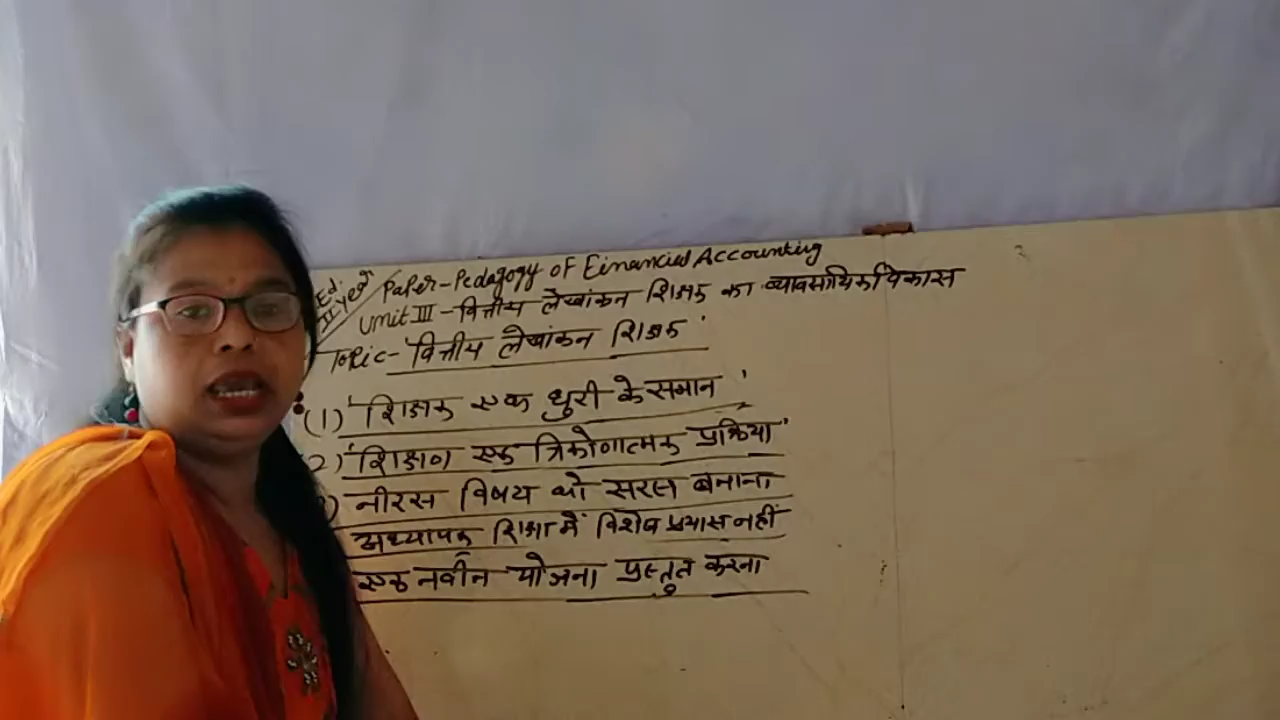 Ed. II Year
Paper-Pedagogy of Financial Accounting
Unit III - वित्तीय लेखांकन शिक्षक का व्यावसायिक विकास
Topic- 'वित्तीय लेखांकन शिक्षक'
(1) 'शिक्षक एक धुरी के समान'
2) 'शिक्षण एक त्रिकोणात्मक प्रक्रिया'
) नीरस विषय को सरल बनाना
अध्यापक शिक्षा में विशेष प्रयास नहीं
एक नवीन योजना प्रस्तुत करना